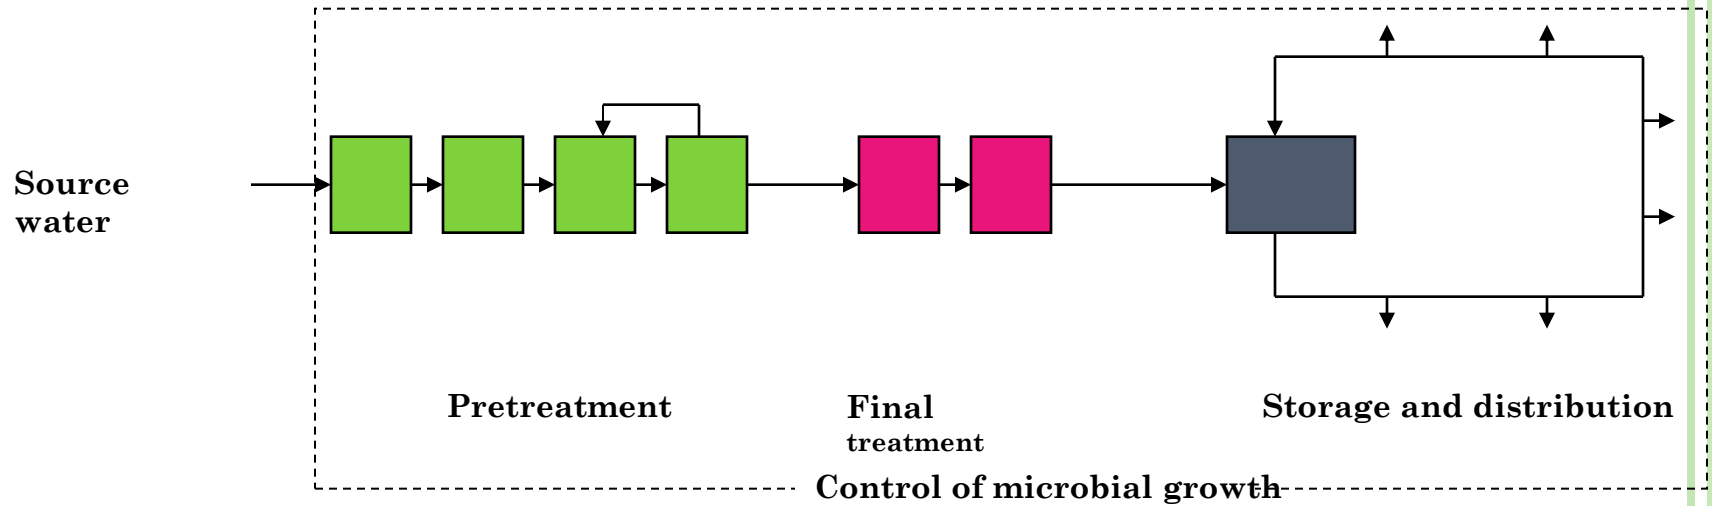 Source
water
Pretreatment
Final
treatment
Storage and distribution
Control of microbial growth